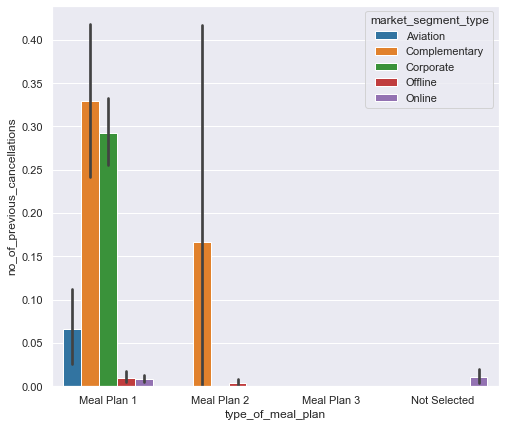 market_segment_type
Aviation
Complementary
Corporate
Offline
Online
no_of_previous_cancellations
0.40
0.35
0.30
0.25
0.20
0.15
0.10
0.05
0.00
Meal Plan 1
Meal Plan 2
Meal Plan 3
Not Selected
type_of_meal_plan